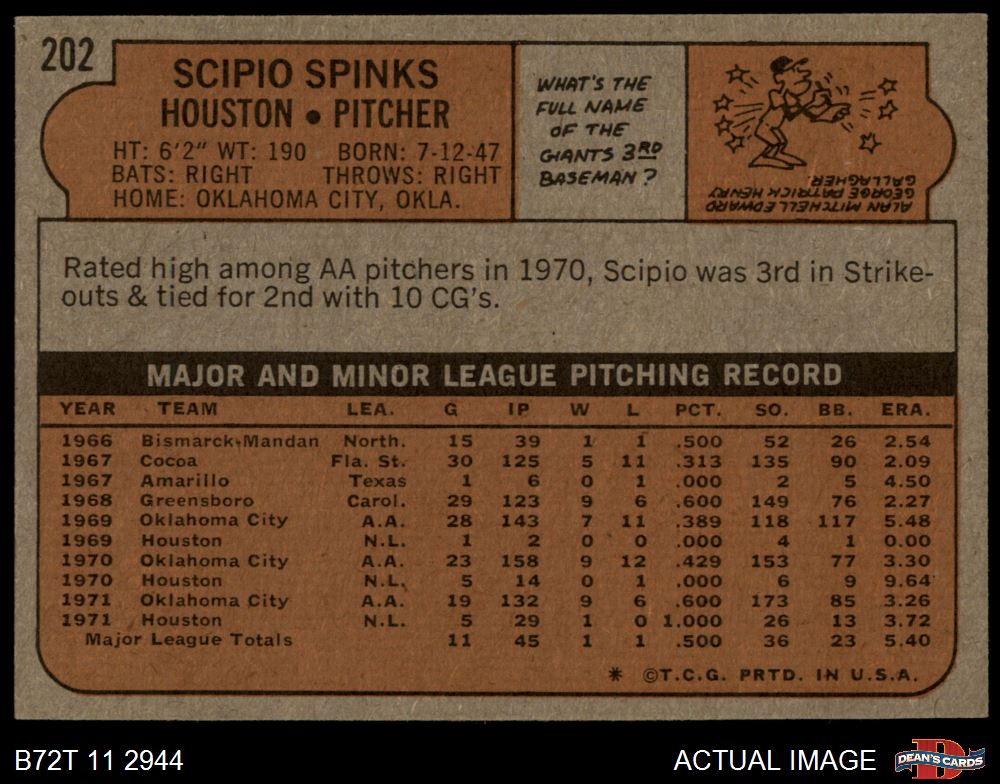 202
SCIPIO SPINKS
HOUSTON • PITCHER
HT: 6'2" WT: 190 BORN: 7-12-47
BATS: RIGHT THROWS: RIGHT
HOME: OKLAHOMA CITY, OKLA.
WHAT'S THE
FULL NAME
OF THE
GIANTS 3RD
BASEMAN?
ALAN MITCHELL EDWARD
GEORGE PATRICK HENRY
GALLAGHER.
Rated high among AA pitchers in 1970, Scipio was 3rd in Strike-
outs & tied for 2nd with 10 CG's.
MAJOR AND MINOR LEAGUE PITCHING RECORD
YEAR TEAM LEA. G IP W L PCT. SO. BB. ERA.
1966 Bismarck-Mandan North. 15 39 1 1 .500 52 26 2.54
1967 Cocoa Fla. St. 30 125 5 11 .313 135 90 2.09
1967 Amarillo Texas 1 6 0 1 .000 2 5 4.50
1968 Greensboro Carol. 29 123 9 6 .600 149 76 2.27
1969 Oklahoma City A.A. 28 143 7 11 .389 118 117 5.48
1969 Houston N.L. 1 2 0 0 .000 4 1 0.00
1970 Oklahoma City A.A. 23 158 9 12 .429 153 77 3.30
1970 Houston N.L. 5 14 0 1 .000 6 9 9.64
1971 Oklahoma City A.A. 19 132 9 6 .600 173 85 3.26
1971 Houston N.L. 5 29 1 0 1.000 26 13 3.72
Major League Totals 11 45 1 1 .500 36 23 5.40
* ©T.C.G. PRTD. IN U.S.A.
B72T 11 2944
ACTUAL IMAGE
D
DEAN'S CARDS